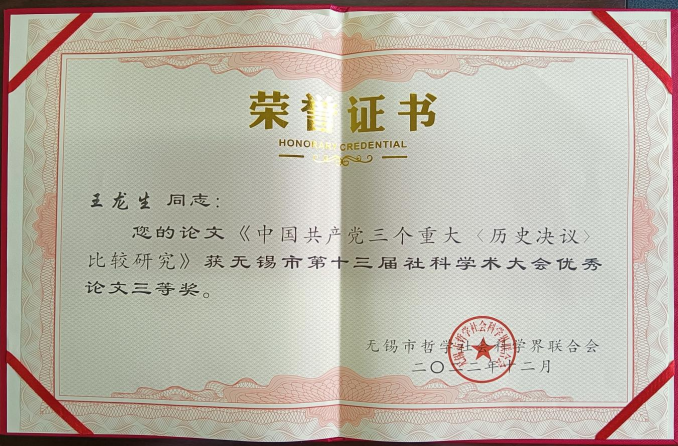 荣誉证书
HONORARY CREDENTIAL
王龙生 同志:
您的论文《中国共产党三个重大〈历史决议〉
比较研究》获无锡市第十三届社科学术大会优秀
论文三等奖。
无锡市哲学社会科学界联合会
二〇二二年十二月